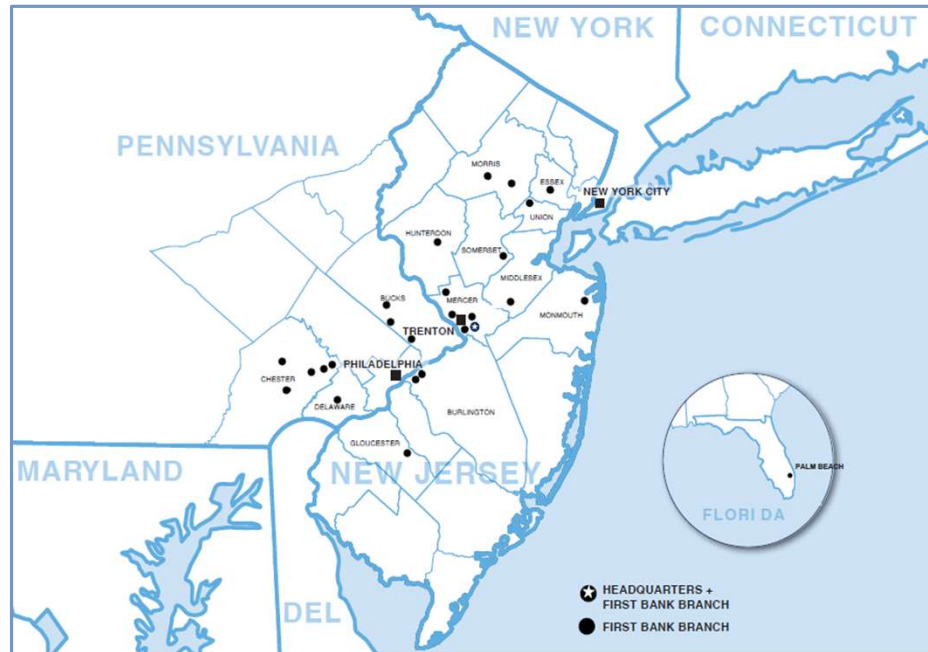 NEW YORK
CONNECTICUT
PENNSYLVANIA
MORRIS
ESSEX
NEW YORK CITY
UNION
HUNTERDON
SOMERSET
MIDDLESEX
BUCKS
MERCER
MONMOUTH
TRENTON
PHILADELPHIA
CHESTER
DELAWARE
BURLINGTON
GLOUCESTER
MARYLAND
NEW JERSEY
PALM BEACH
FLORI DA
DEL
HEADQUARTERS +
FIRST BANK BRANCH
FIRST BANK BRANCH